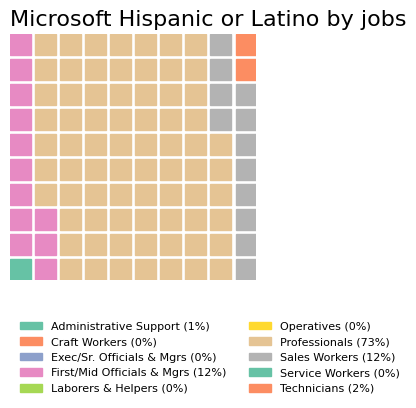 Microsoft Hispanic or Latino by jobs
Administrative Support (1%)
Craft Workers (0%)
Exec/Sr. Officials & Mgrs (0%)
First/Mid Officials & Mgrs (12%)
Laborers & Helpers (0%)
Operatives (0%)
Professionals (73%)
Sales Workers (12%)
Service Workers (0%)
Technicians (2%)